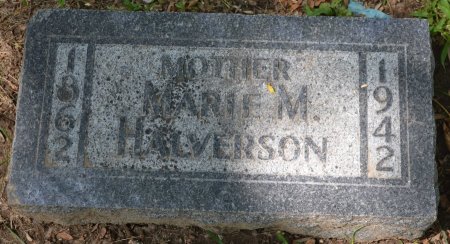 MOTHER
MARIE M.
HALVERSON
1862
1942